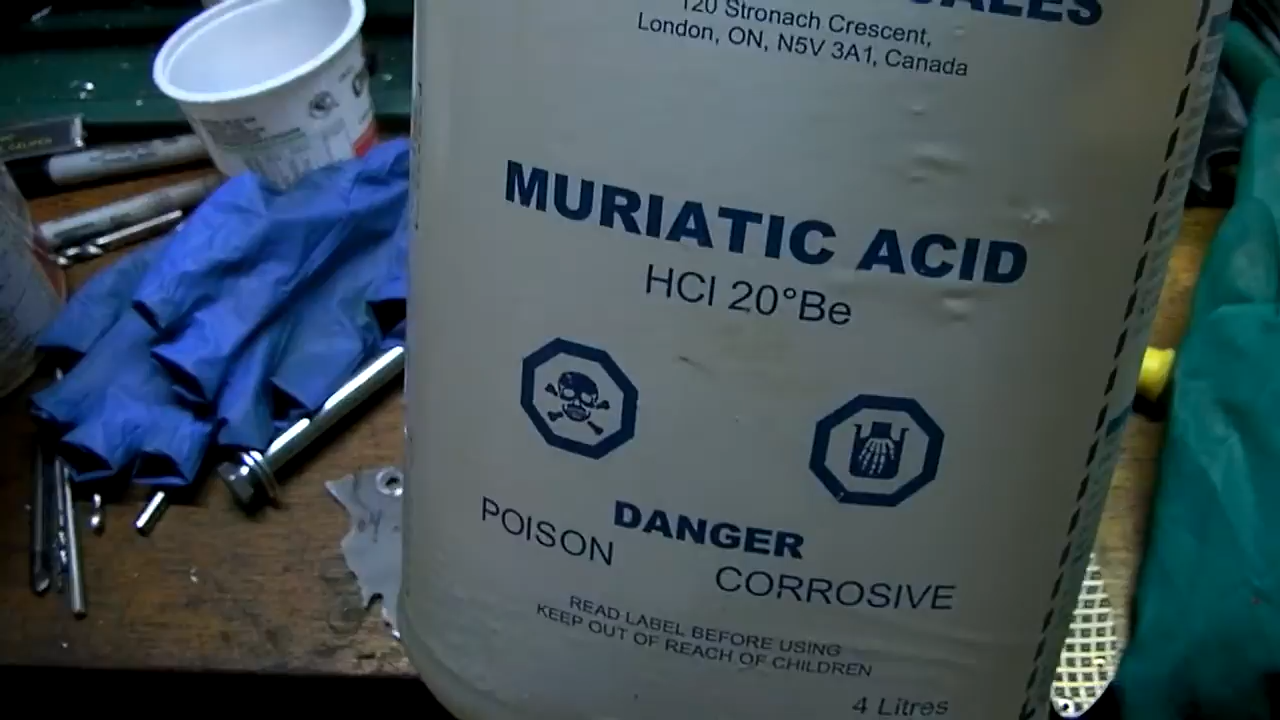 120 Stronach Crescent,
London, ON, N5V 3A1, Canada
MURIATIC ACID
HCl 20°Be
DANGER
POISON
CORROSIVE
READ LABEL BEFORE USING
KEEP OUT OF REACH OF CHILDREN
4 Litres